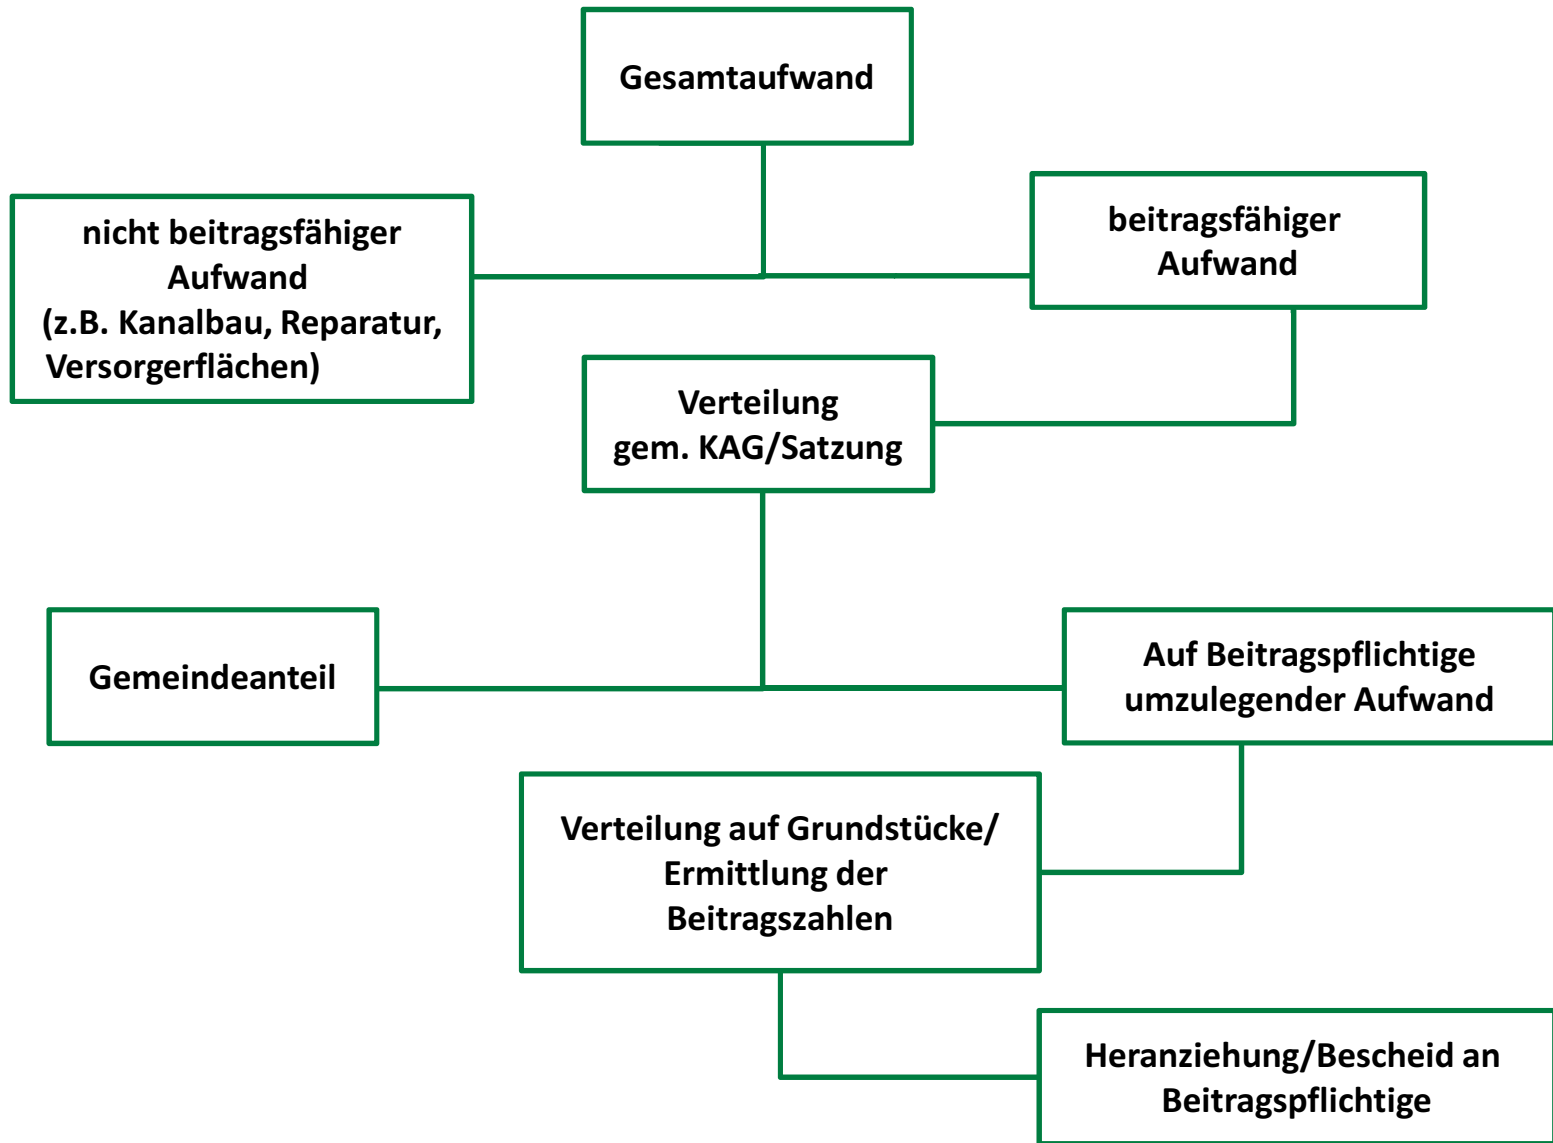 Gesamtaufwand
nicht beitragsfähiger
Aufwand
(z.B. Kanalbau, Reparatur,
Versorgerflächen)
beitragsfähiger
Aufwand
Verteilung
gem. KAG/Satzung
Gemeindeanteil
Auf Beitragspflichtige
umzulegender Aufwand
Verteilung auf Grundstücke/
Ermittlung der
Beitragszahlen
Heranziehung/Bescheid an
Beitragspflichtige